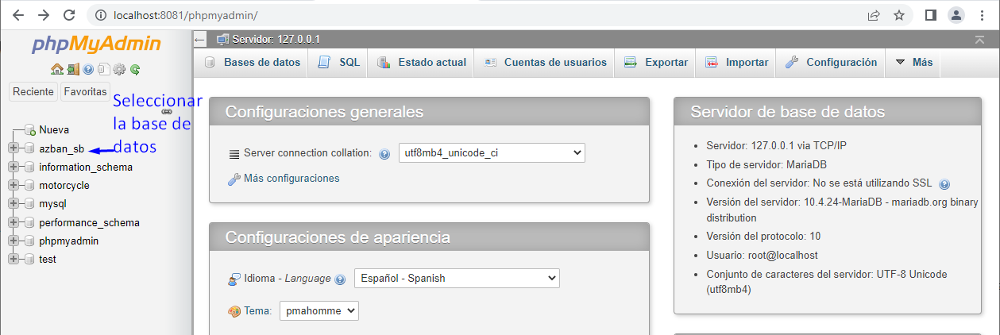 localhost:8081/phpmyadmin/
phpMyAdmin
Reciente
Favoritas
Seleccionar
la base de
datos
Nueva
azban_sb
information_schema
motorcycle
mysql
performance_schema
phpmyadmin
test
Servidor: 127.0.0.1
Bases de datos
SQL
Estado actual
Cuentas de usuarios
Exportar
Importar
Configuración
Más
Configuraciones generales
Server connection collation:
utf8mb4_unicode_ci
Más configuraciones
Configuraciones de apariencia
Idioma - Language
Español - Spanish
Tema:
pmahomme
Servidor de base de datos
Servidor: 127.0.0.1 via TCP/IP
Tipo de servidor: MariaDB
Conexión del servidor: No se está utilizando SSL
Versión del servidor: 10.4.24-MariaDB - mariadb.org binary
distribution
Versión del protocolo: 10
Usuario: root@localhost
Conjunto de caracteres del servidor: UTF-8 Unicode
(utf8mb4)